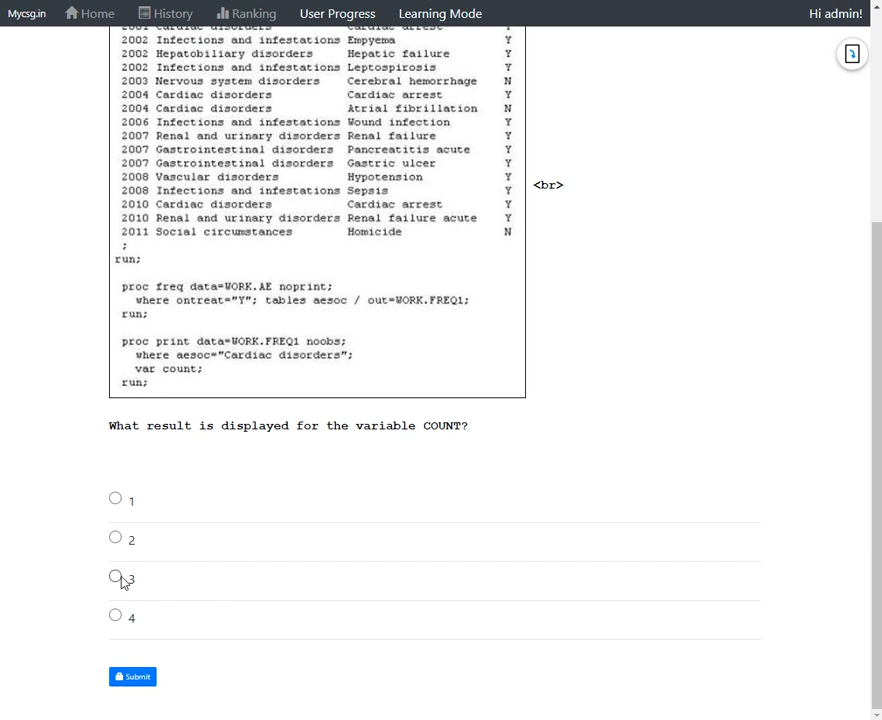 Mycsg.in Home History Ranking User Progress Learning Mode Hi admin!
2001 Cardiac disorders Cardiac arrest Y
2002 Infections and infestations Empyema Y
2002 Hepatobiliary disorders Hepatic failure Y
2002 Infections and infestations Leptospirosis Y
2003 Nervous system disorders Cerebral hemorrhage N
2004 Cardiac disorders Cardiac arrest Y
2004 Cardiac disorders Atrial fibrillation N
2006 Infections and infestations Wound infection Y
2007 Renal and urinary disorders Renal failure Y
2007 Gastrointestinal disorders Pancreatitis acute Y
2007 Gastrointestinal disorders Gastric ulcer Y
2008 Vascular disorders Hypotension Y
2008 Infections and infestations Sepsis Y
2010 Cardiac disorders Cardiac arrest Y
2010 Renal and urinary disorders Renal failure acute Y
2011 Social circumstances Homicide N
;
run;
proc freq data=WORK.AE noprint;
where ontreat="Y"; tables aesoc / out=WORK.FREQ1;
run;
proc print data=WORK.FREQ1 noobs;
where aesoc="Cardiac disorders";
var count;
run;
<br>
What result is displayed for the variable COUNT?
1
2
3
4
Submit